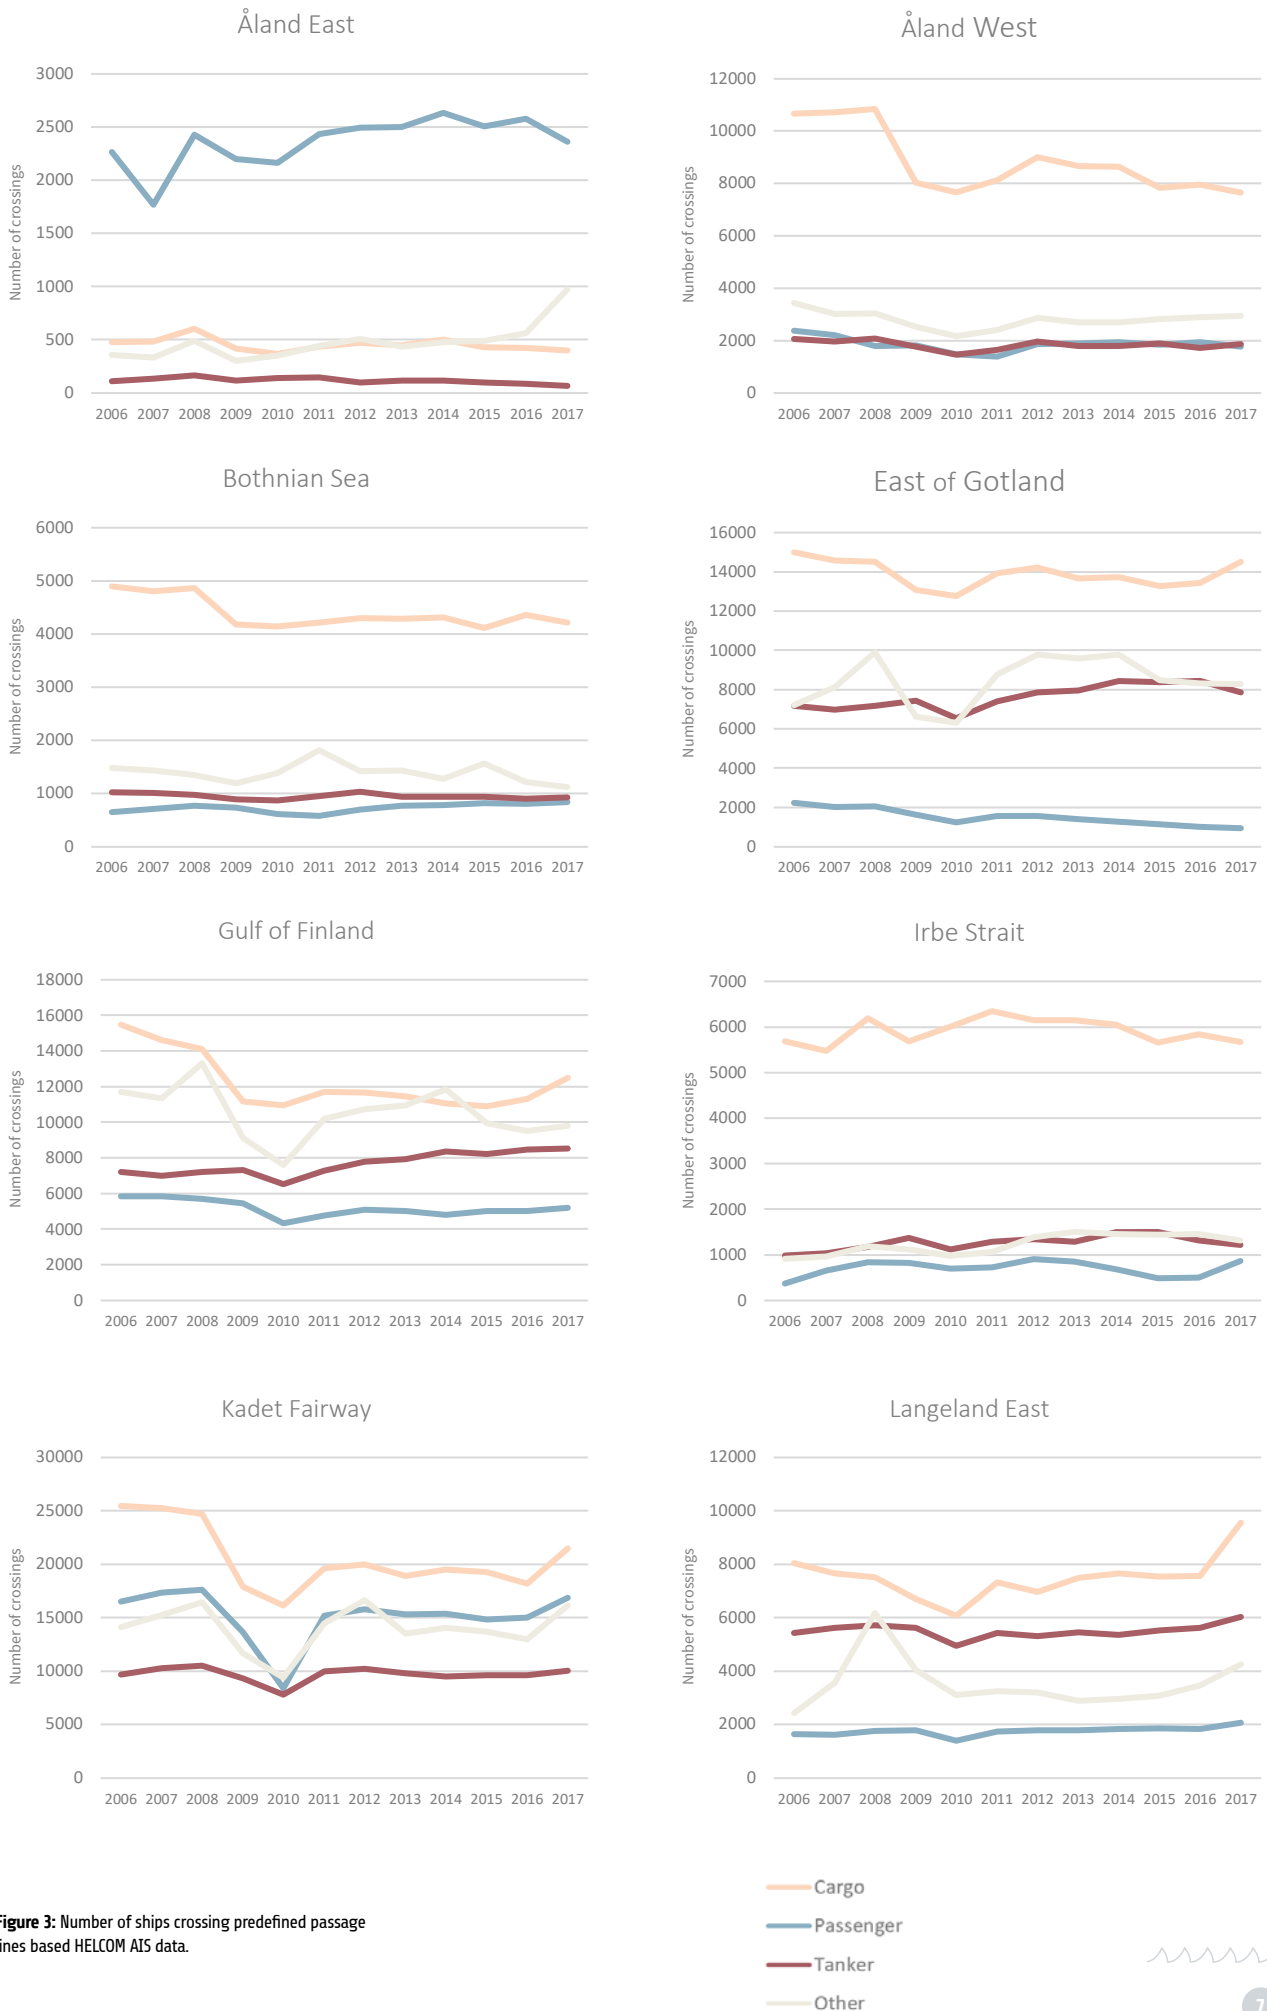 Åland East
Number of crossings
3000
2500
2000
1500
1000
500
0
2006 2007 2008 2009 2010 2011 2012 2013 2014 2015 2016 2017
Åland West
Number of crossings
12000
10000
8000
6000
4000
2000
0
2006 2007 2008 2009 2010 2011 2012 2013 2014 2015 2016 2017
Bothnian Sea
Number of crossings
6000
5000
4000
3000
2000
1000
0
2006 2007 2008 2009 2010 2011 2012 2013 2014 2015 2016 2017
East of Gotland
Number of crossings
16000
14000
12000
10000
8000
6000
4000
2000
0
2006 2007 2008 2009 2010 2011 2012 2013 2014 2015 2016 2017
Gulf of Finland
Number of crossings
18000
16000
14000
12000
10000
8000
6000
4000
2000
0
2006 2007 2008 2009 2010 2011 2012 2013 2014 2015 2016 2017
Irbe Strait
Number of crossings
7000
6000
5000
4000
3000
2000
1000
0
2006 2007 2008 2009 2010 2011 2012 2013 2014 2015 2016 2017
Kadet Fairway
Number of crossings
30000
25000
20000
15000
10000
5000
0
2006 2007 2008 2009 2010 2011 2012 2013 2014 2015 2016 2017
Langeland East
Number of crossings
12000
10000
8000
6000
4000
2000
0
2006 2007 2008 2009 2010 2011 2012 2013 2014 2015 2016 2017
Cargo
Passenger
Tanker
Other
Figure 3: Number of ships crossing predefined passage
lines based HELCOM AIS data.
7